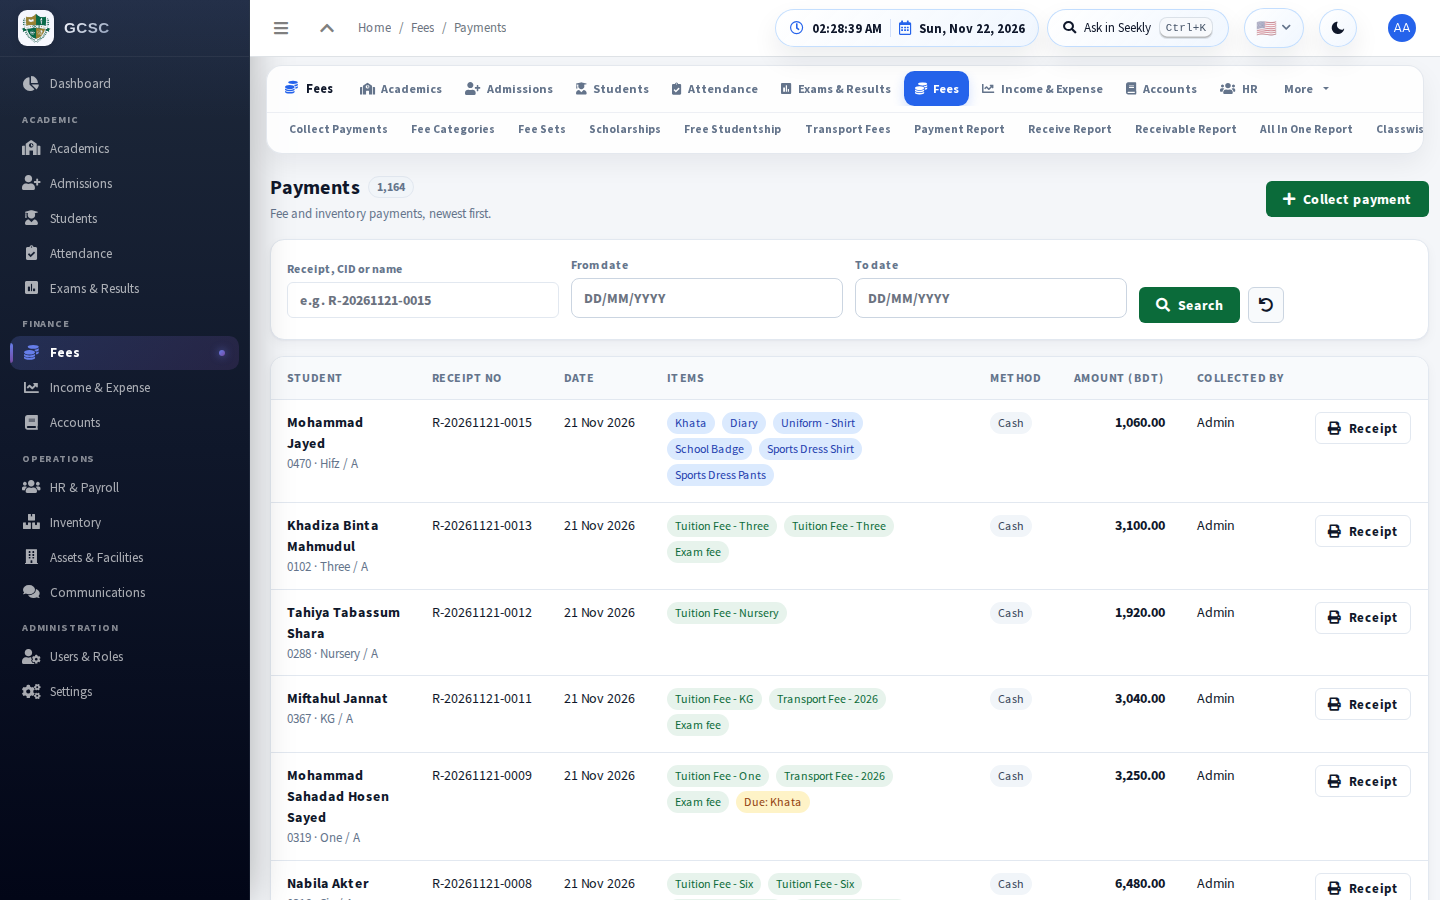 GCSC
Home / Fees / Payments
02:28:39 AM Sun, Nov 22, 2026
Ask in Seekly Ctrl+K
AA
Dashboard
ACADEMIC
Academics
Admissions
Students
Attendance
Exams & Results
FINANCE
Fees
Income & Expense
Accounts
OPERATIONS
HR & Payroll
Inventory
Assets & Facilities
Communications
ADMINISTRATION
Users & Roles
Settings
Fees Academics Admissions Students Attendance Exams & Results Fees Income & Expense Accounts HR More
Collect Payments Fee Categories Fee Sets Scholarships Free Studentship Transport Fees Payment Report Receive Report Receivable Report All In One Report Classwis
Payments 1,164
Fee and inventory payments, newest first.
Collect payment
Receipt, CID or name From date To date
e.g. R-20261121-0015 DD/MM/YYYY DD/MM/YYYY Search
STUDENT RECEIPT NO DATE ITEMS METHOD AMOUNT (BDT) COLLECTED BY
Mohammad Jayed R-20261121-0015 21 Nov 2026 Khata Diary Uniform - Shirt Cash 1,060.00 Admin Receipt
School Badge Sports Dress Shirt
0470 · Hifz / A Sports Dress Pants
Khadiza Binta Mahmudul R-20261121-0013 21 Nov 2026 Tuition Fee - Three Tuition Fee - Three Cash 3,100.00 Admin Receipt
Exam fee
0102 · Three / A
Tahiya Tabassum Shara R-20261121-0012 21 Nov 2026 Tuition Fee - Nursery Cash 1,920.00 Admin Receipt
0288 · Nursery / A
Miftahul Jannat R-20261121-0011 21 Nov 2026 Tuition Fee - KG Transport Fee - 2026 Cash 3,040.00 Admin Receipt
0367 · KG / A Exam fee
Mohammad Sahadad Hosen Sayed R-20261121-0009 21 Nov 2026 Tuition Fee - One Transport Fee - 2026 Cash 3,250.00 Admin Receipt
Exam fee Due: Khata
0319 · One / A
Nabila Akter R-20261121-0008 21 Nov 2026 Tuition Fee - Six Tuition Fee - Six Cash 6,480.00 Admin Receipt